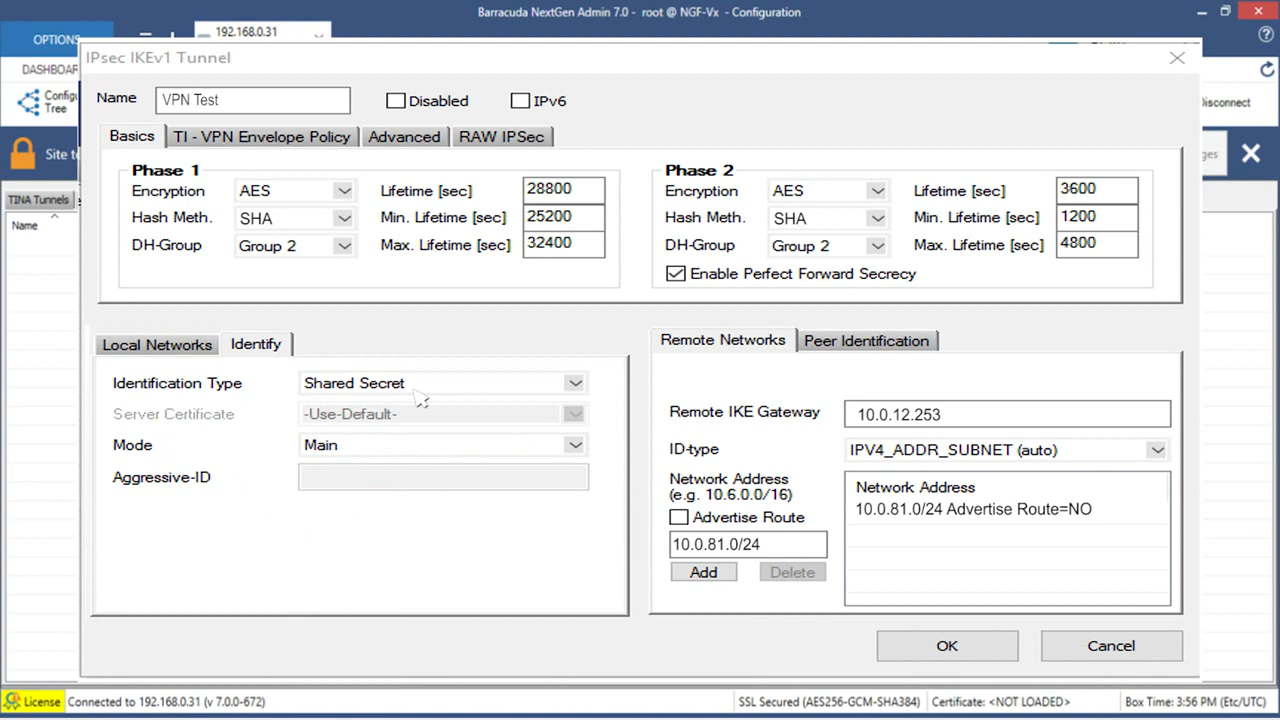 Barracuda NextGen Admin 7.0 - root @ NGF-Vx - Configuration
OPTIONS
192.168.0.31
DASHBOAR
Config
Tree
Disconnect
Site to
TINA Tunnels
Name
IPsec IKEv1 Tunnel
Name VPN Test Disabled IPv6
Basics TI - VPN Envelope Policy Advanced RAW IPSec
Phase 1
Encryption AES Lifetime [sec] 28800
Hash Meth. SHA Min. Lifetime [sec] 25200
DH-Group Group 2 Max. Lifetime [sec] 32400
Phase 2
Encryption AES Lifetime [sec] 3600
Hash Meth. SHA Min. Lifetime [sec] 1200
DH-Group Group 2 Max. Lifetime [sec] 4800
Enable Perfect Forward Secrecy
Local Networks Identify
Identification Type Shared Secret
Server Certificate -Use-Default-
Mode Main
Aggressive-ID
Remote Networks Peer Identification
Remote IKE Gateway 10.0.12.253
ID-type IPV4_ADDR_SUBNET (auto)
Network Address
(e.g. 10.6.0.0/16)
Advertise Route
10.0.81.0/24
Add Delete
Network Address
10.0.81.0/24 Advertise Route=NO
OK Cancel
License Connected to 192.168.0.31 (v 7.0.0-672) SSL Secured (AES256-GCM-SHA384) Certificate: <NOT LOADED> Box Time: 3:56 PM (Etc/UTC)